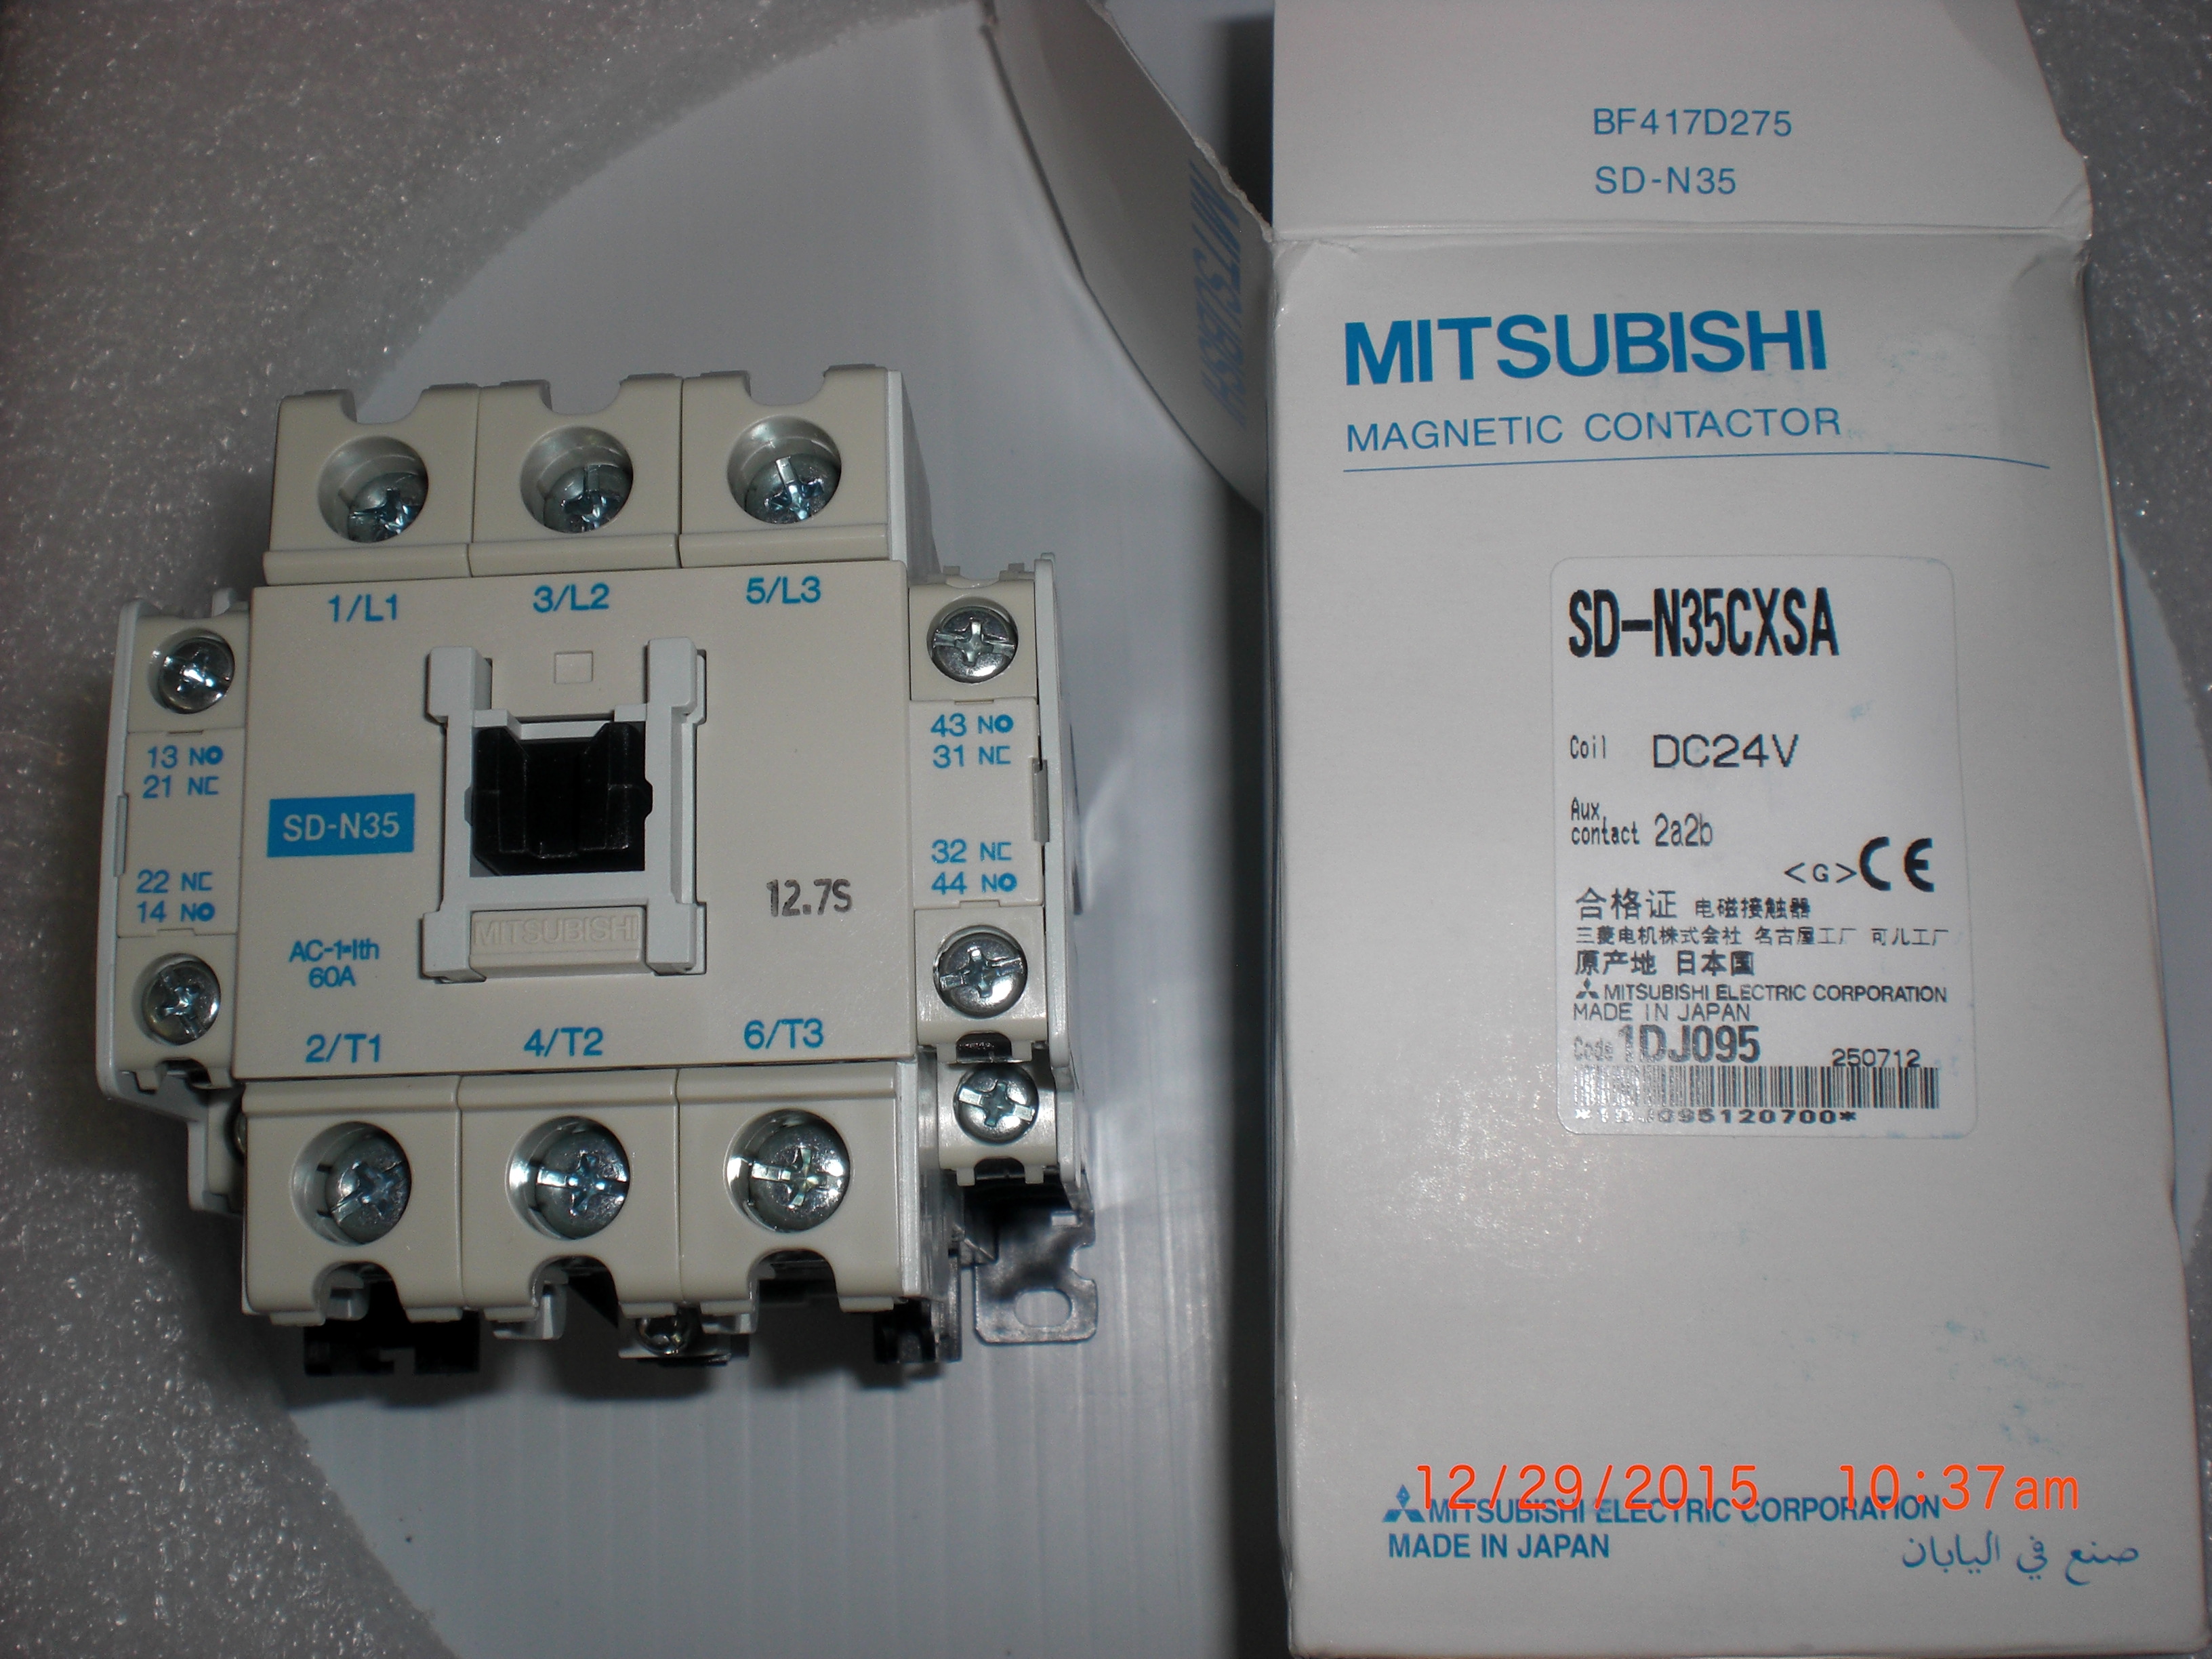 1/L1 3/L2 5/L3
13 NO
21 NC
43 NO
31 NC
SD-N35
22 NC
14 NO
32 NC
44 NO
12.7S
MITSUBISHI
AC-1=Ith
60A
2/T1 4/T2 6/T3
MITSUBISHI
BF417D275
SD-N35
MITSUBISHI
MAGNETIC CONTACTOR
SD-N35CXSA
Coil DC24V
Aux.
contact 2a2b
<G> CE
合格证 电磁接触器
三菱电机株式会社 名古屋工厂 可儿工厂
原产地 日本国
MITSUBISHI ELECTRIC CORPORATION
MADE IN JAPAN
Code 1DJ095 250712
*1DJ095120700*
12/29/2015 10:37am
MITSUBISHI ELECTRIC CORPORATION
MADE IN JAPAN
صنع في اليابان